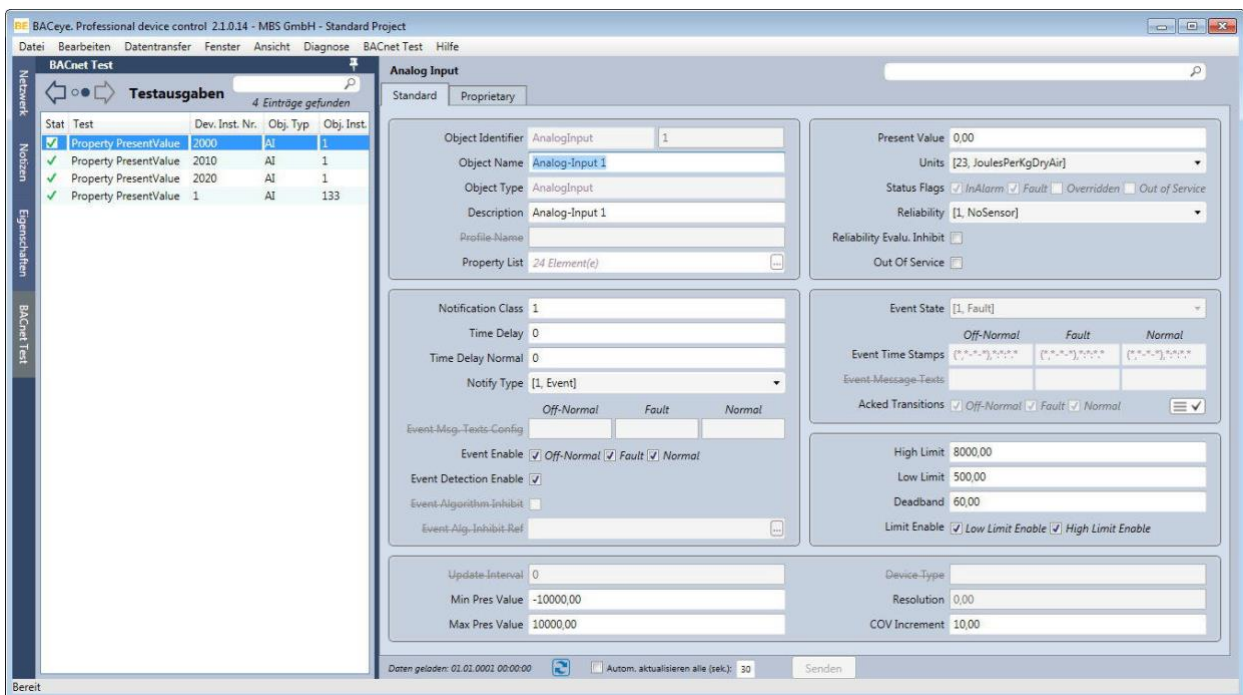 BE BACeye. Professional device control 2.1.0.14 - MBS GmbH - Standard Project
Datei Bearbeiten Datentransfer Fenster Ansicht Diagnose BACnet Test Hilfe
Netzwerk
Notizen
Eigenschaften
BACnet Test
BACnet Test
Testausgaben
4 Einträge gefunden
Stat Test Dev. Inst. Nr. Obj. Typ Obj. Inst.
Property PresentValue 2000 AI 1
Property PresentValue 2010 AI 1
Property PresentValue 2020 AI 1
Property PresentValue 1 AI 133
Analog Input
Standard Proprietary
Object Identifier AnalogInput 1
Object Name Analog-Input 1
Object Type AnalogInput
Description Analog-Input 1
Profile Name
Property List 24 Element(e) ...
Present Value 0,00
Units [23, JoulesPerKgDryAir]
Status Flags InAlarm Fault Overridden Out of Service
Reliability [1, NoSensor]
Reliability Evalu. Inhibit
Out Of Service
Notification Class 1
Time Delay 0
Time Delay Normal 0
Notify Type [1, Event]
Off-Normal Fault Normal
Event Msg. Texts Config
Event Enable Off-Normal Fault Normal
Event Detection Enable
Event Algorithm Inhibit
Event Alg. Inhibit Ref ...
Event State [1, Fault]
Off-Normal Fault Normal
Event Time Stamps
Event Message Texts
Acked Transitions Off-Normal Fault Normal
High Limit 8000,00
Low Limit 500,00
Deadband 60,00
Limit Enable Low Limit Enable High Limit Enable
Update Interval 0
Min Pres Value -10000,00
Max Pres Value 10000,00
Device Type
Resolution 0,00
COV Increment 10,00
Daten geladen: 01.01.0001 00:00:00 Autom. aktualisieren alle (sek.): 30 Senden
Bereit